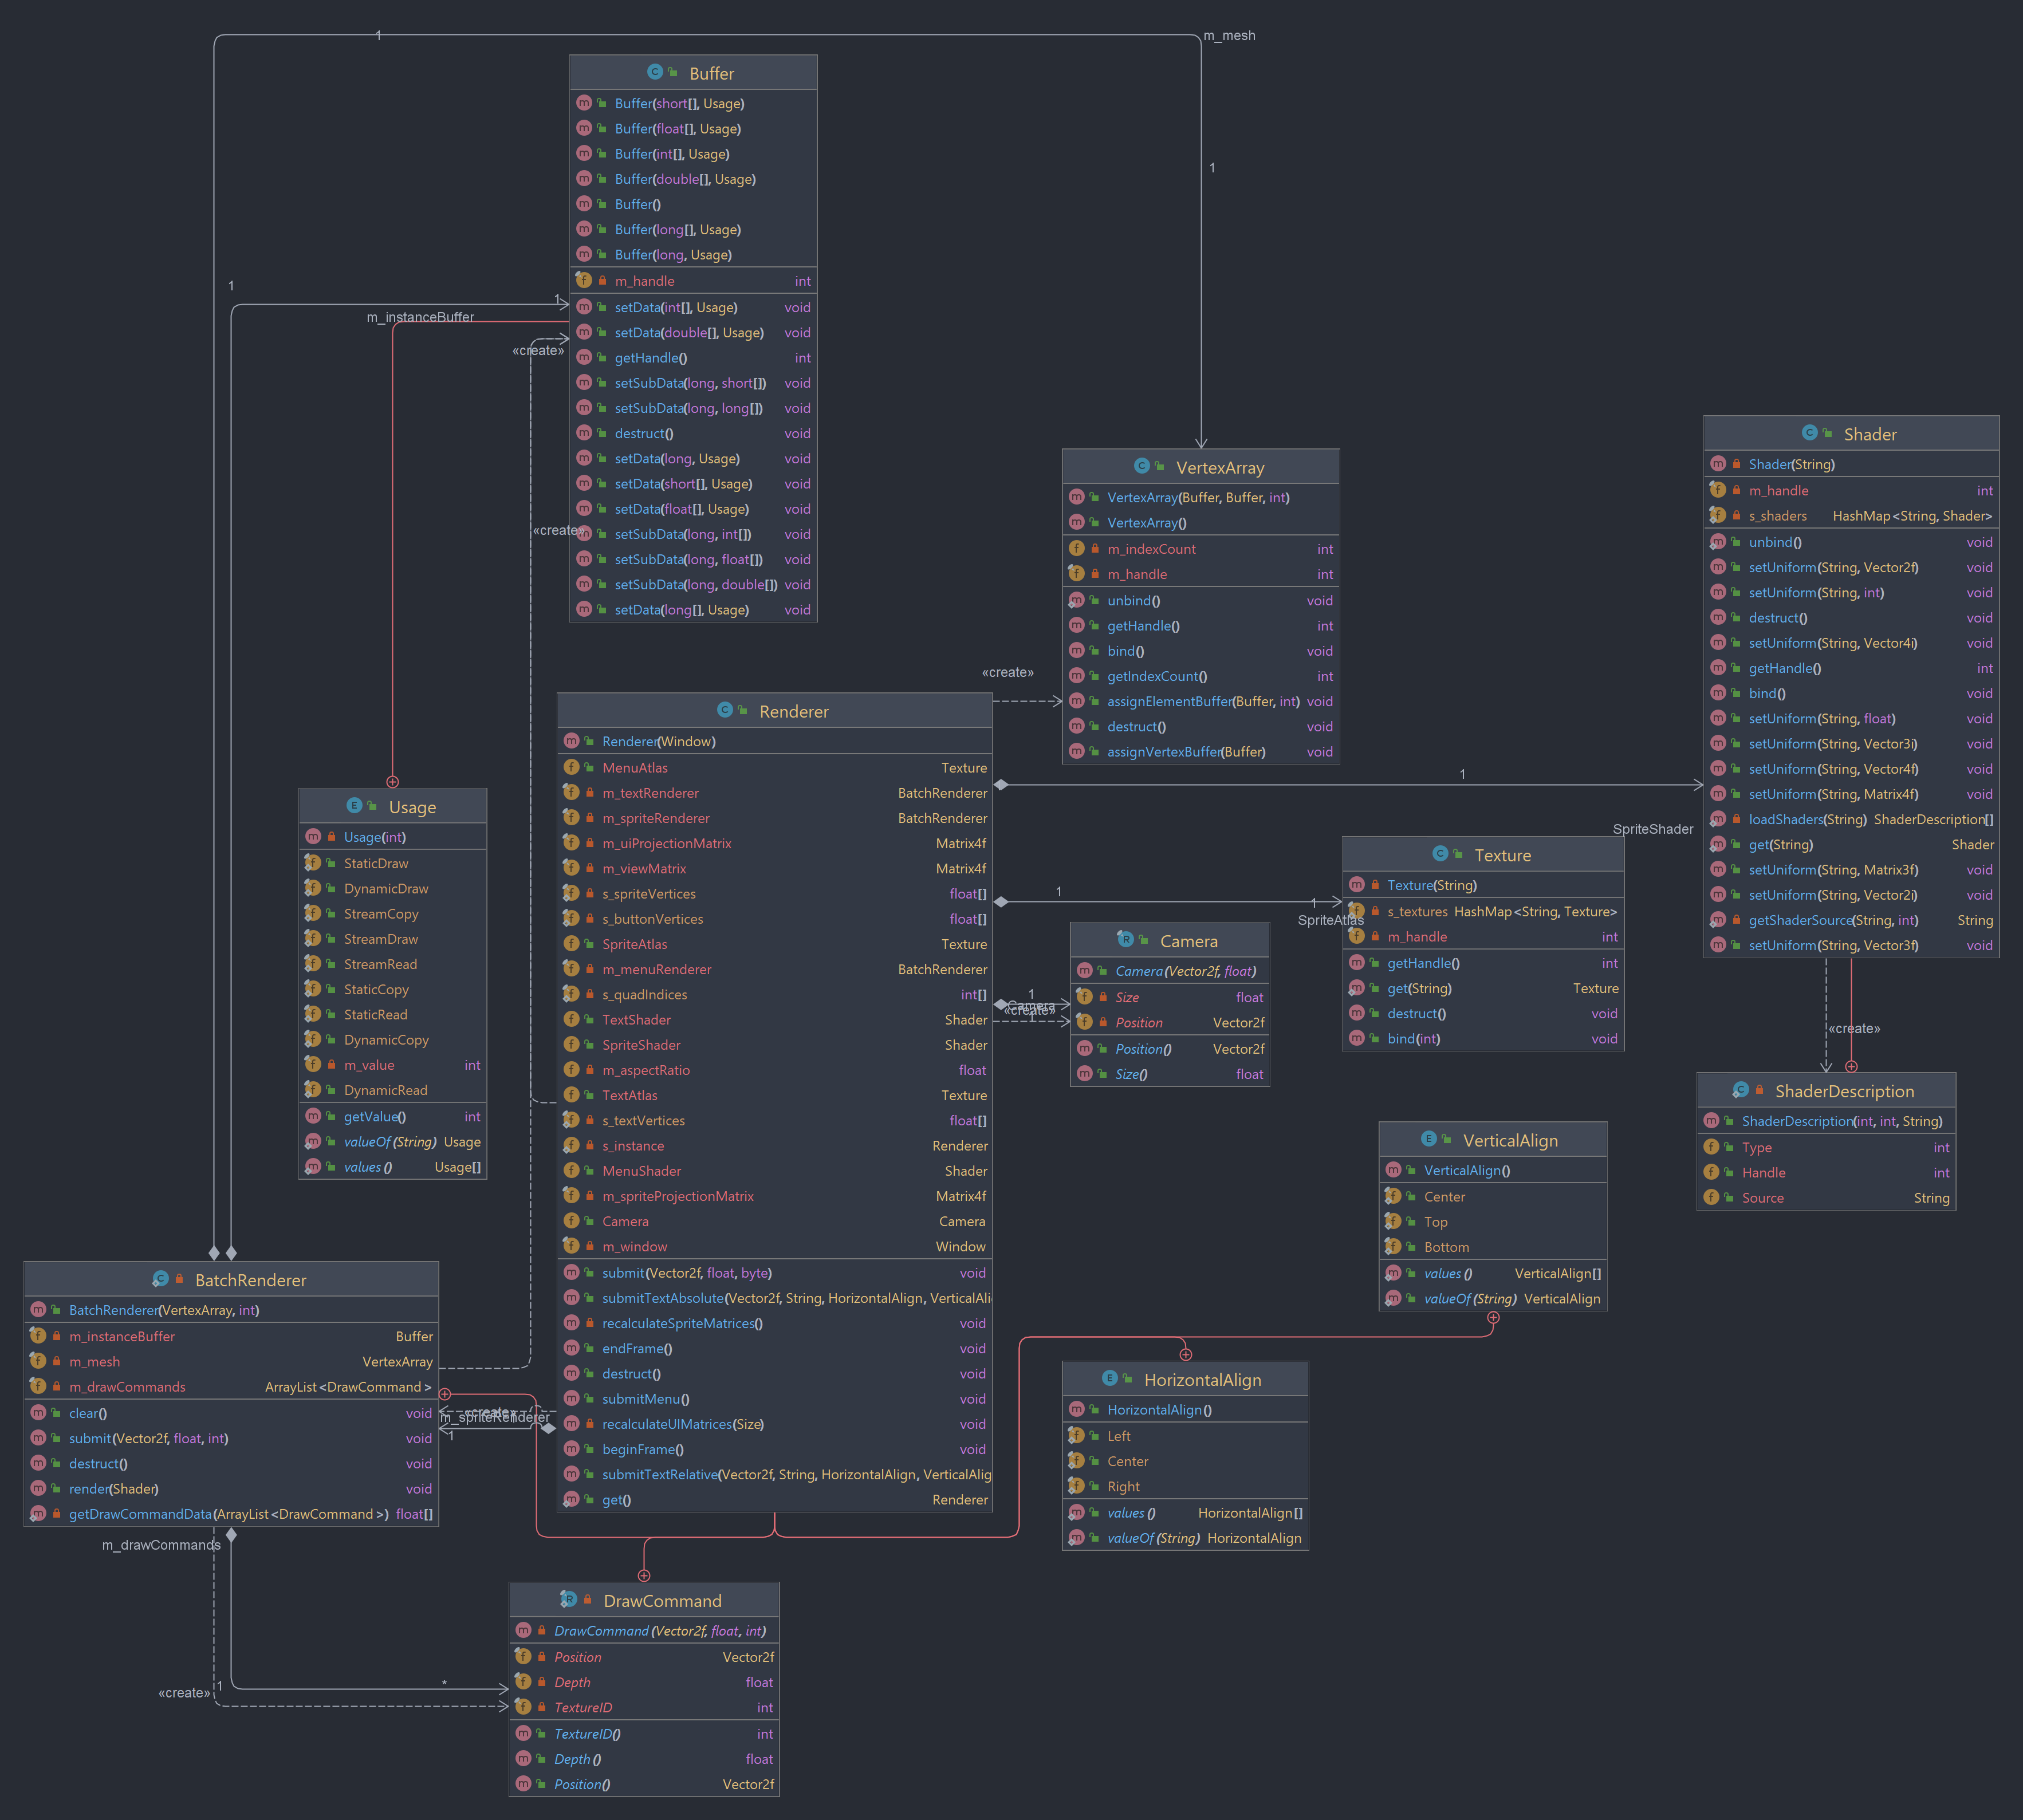 1
m_mesh
1
Buffer
Buffer(short[], Usage)
Buffer(float[], Usage)
Buffer(int[], Usage)
Buffer(double[], Usage)
Buffer()
Buffer(long[], Usage)
Buffer(long, Usage)
m_handle int
setData(int[], Usage) void
setData(double[], Usage) void
getHandle() int
setSubData(long, short[]) void
setSubData(long, long[]) void
destruct() void
setData(long, Usage) void
setData(short[], Usage) void
setData(float[], Usage) void
setSubData(long, int[]) void
setSubData(long, float[]) void
setSubData(long, double[]) void
setData(long[], Usage) void
1
1
m_instanceBuffer
«create»
«create»
VertexArray
VertexArray(Buffer, Buffer, int)
VertexArray()
m_indexCount int
m_handle int
unbind() void
getHandle() int
bind() void
getIndexCount() int
assignElementBuffer(Buffer, int) void
destruct() void
assignVertexBuffer(Buffer) void
Shader
Shader(String)
m_handle int
s_shaders HashMap<String, Shader>
unbind() void
setUniform(String, Vector2f) void
setUniform(String, int) void
destruct() void
setUniform(String, Vector4i) void
getHandle() int
bind() void
setUniform(String, float) void
setUniform(String, Vector3i) void
setUniform(String, Vector4f) void
setUniform(String, Matrix4f) void
loadShaders(String) ShaderDescription[]
get(String) Shader
setUniform(String, Matrix3f) void
setUniform(String, Vector2i) void
getShaderSource(String, int) String
setUniform(String, Vector3f) void
«create»
1
SpriteShader
Renderer
Renderer(Window)
MenuAtlas Texture
m_textRenderer BatchRenderer
m_spriteRenderer BatchRenderer
m_uiProjectionMatrix Matrix4f
m_viewMatrix Matrix4f
s_spriteVertices float[]
s_buttonVertices float[]
SpriteAtlas Texture
m_menuRenderer BatchRenderer
s_quadIndices int[]
TextShader Shader
SpriteShader Shader
m_aspectRatio float
TextAtlas Texture
s_textVertices float[]
s_instance Renderer
MenuShader Shader
m_spriteProjectionMatrix Matrix4f
Camera Camera
m_window Window
submit(Vector2f, float, byte) void
submitTextAbsolute(Vector2f, String, HorizontalAlign, VerticalAli
recalculateSpriteMatrices() void
endFrame() void
destruct() void
submitMenu() void
recalculateUIMatrices(Size) void
beginFrame() void
submitTextRelative(Vector2f, String, HorizontalAlign, VerticalAlig
get() Renderer
Usage
Usage(int)
StaticDraw
DynamicDraw
StreamCopy
StreamDraw
StreamRead
StaticCopy
StaticRead
DynamicCopy
m_value int
DynamicRead
getValue() int
valueOf(String) Usage
values() Usage[]
1
1
SpriteAtlas
Texture
Texture(String)
s_textures HashMap<String, Texture>
m_handle int
getHandle() int
get(String) Texture
destruct() void
bind(int) void
1
Camera
«create»
1
Camera
Camera(Vector2f, float)
Size float
Position Vector2f
Position() Vector2f
Size() float
«create»
ShaderDescription
ShaderDescription(int, int, String)
Type int
Handle int
Source String
VerticalAlign
VerticalAlign()
Center
Top
Bottom
values() VerticalAlign[]
valueOf(String) VerticalAlign
HorizontalAlign
HorizontalAlign()
Left
Center
Right
values() HorizontalAlign[]
valueOf(String) HorizontalAlign
BatchRenderer
BatchRenderer(VertexArray, int)
m_instanceBuffer Buffer
m_mesh VertexArray
m_drawCommands ArrayList<DrawCommand>
clear() void
submit(Vector2f, float, int) void
destruct() void
render(Shader) void
getDrawCommandData(ArrayList<DrawCommand>) float[]
«create»
m_spriteRenderer
1
m_drawCommands
«create»
1
*
DrawCommand
DrawCommand(Vector2f, float, int)
Position Vector2f
Depth float
TextureID int
TextureID() int
Depth() float
Position() Vector2f